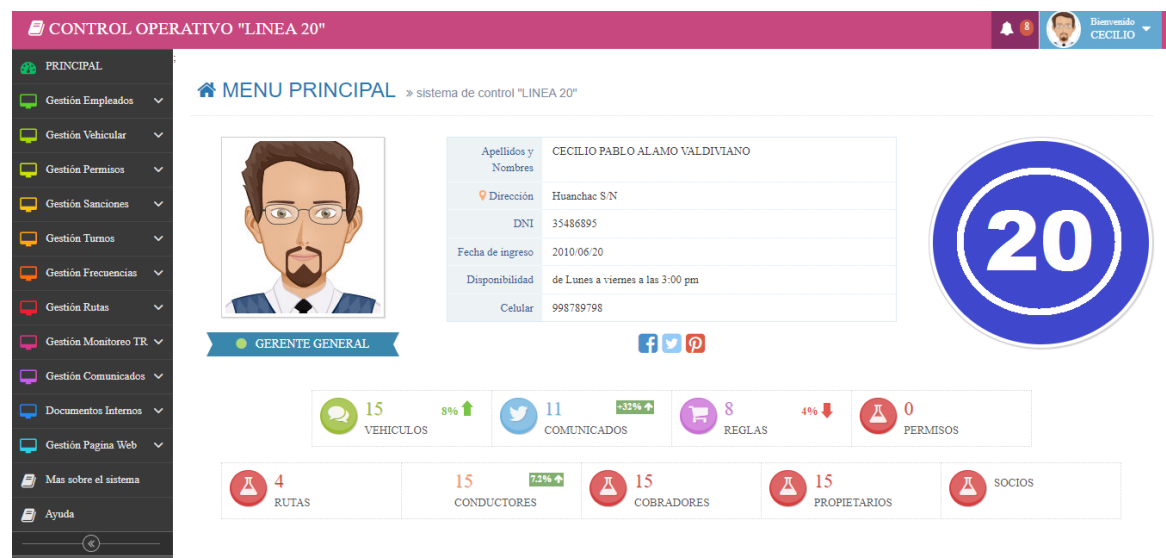 CONTROL OPERATIVO "LINEA 20"
8
Bienvenido
CECILIO
PRINCIPAL
Gestión Empleados
Gestión Vehicular
Gestión Permisos
Gestión Sanciones
Gestión Turnos
Gestión Frecuencias
Gestión Rutas
Gestión Monitoreo TR
Gestión Comunicados
Documentos Internos
Gestión Pagina Web
Mas sobre el sistema
Ayuda
;
MENU PRINCIPAL » sistema de control "LINEA 20"
Apellidos y Nombres CECILIO PABLO ALAMO VALDIVIANO
Dirección Huanchac S/N
DNI 35486895
Fecha de ingreso 2010/06/20
Disponibilidad de Lunes a viernes a las 3:00 pm
Celular 998789798
GERENTE GENERAL
20
15 8%
VEHICULOS
11 +32%
COMUNICADOS
8 4%
REGLAS
0
PERMISOS
4
RUTAS
15 7.2%
CONDUCTORES
15
COBRADORES
15
PROPIETARIOS
SOCIOS